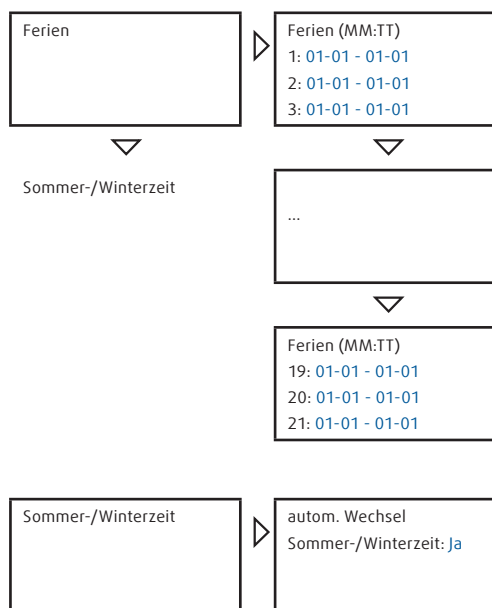 Ferien
Ferien (MM:TT)
1: 01-01 - 01-01
2: 01-01 - 01-01
3: 01-01 - 01-01
Sommer-/Winterzeit
...
Ferien (MM:TT)
19: 01-01 - 01-01
20: 01-01 - 01-01
21: 01-01 - 01-01
Sommer-/Winterzeit
autom. Wechsel
Sommer-/Winterzeit: Ja